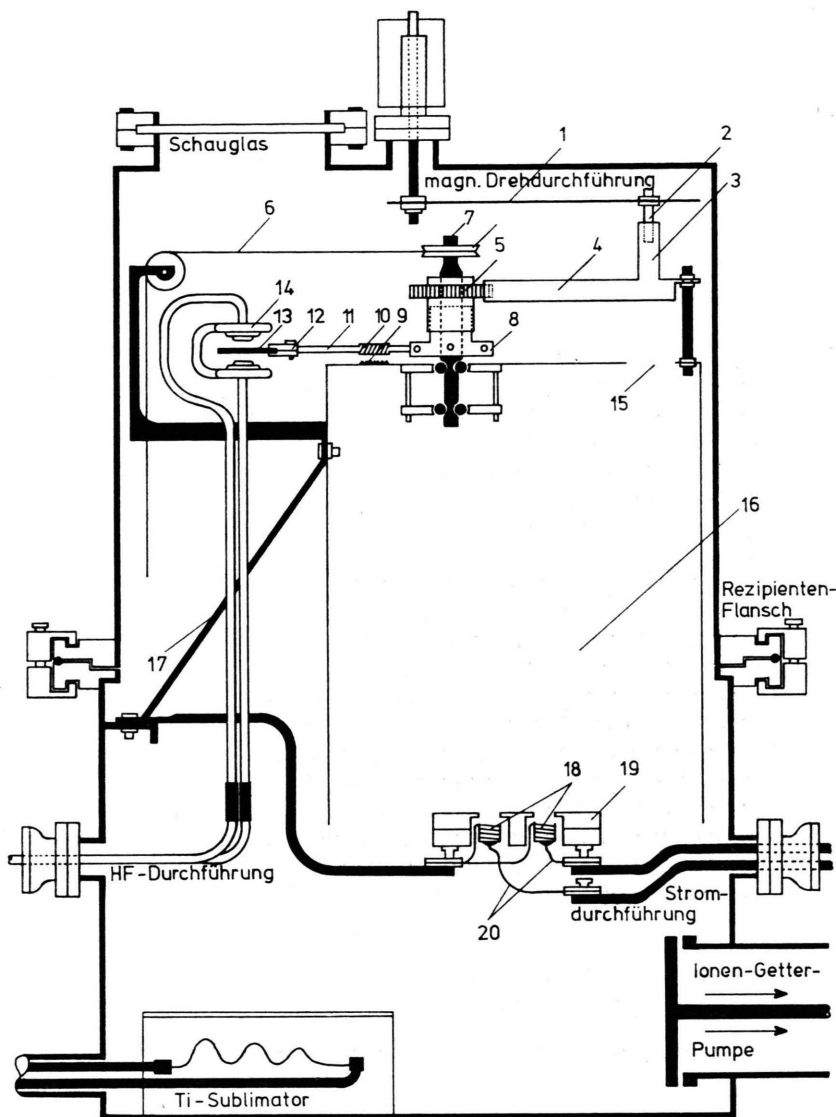 Schauglas
magn. Drehdurchführung
1
2
3
4
5
6
7
8
9
10
11
12
13
14
15
16
17
18
19
20
Rezipienten-
Flansch
HF-Durchführung
Strom-
durchführung
Ionen-Getter-
Pumpe
Ti-Sublimator